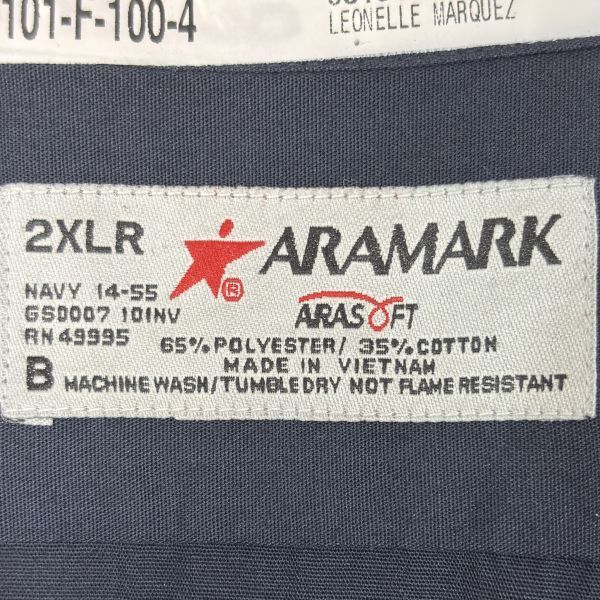 101-F-100-4
LEONELLE MARQUEZ
2XLR
ARAMARK
®
NAVY 14-55
GS0007 101NV
ARASOFT
RN 49995
65% POLYESTER/ 35% COTTON
MADE IN VIETNAM
B MACHINE WASH/TUMBLE DRY NOT FLAME RESISTANT